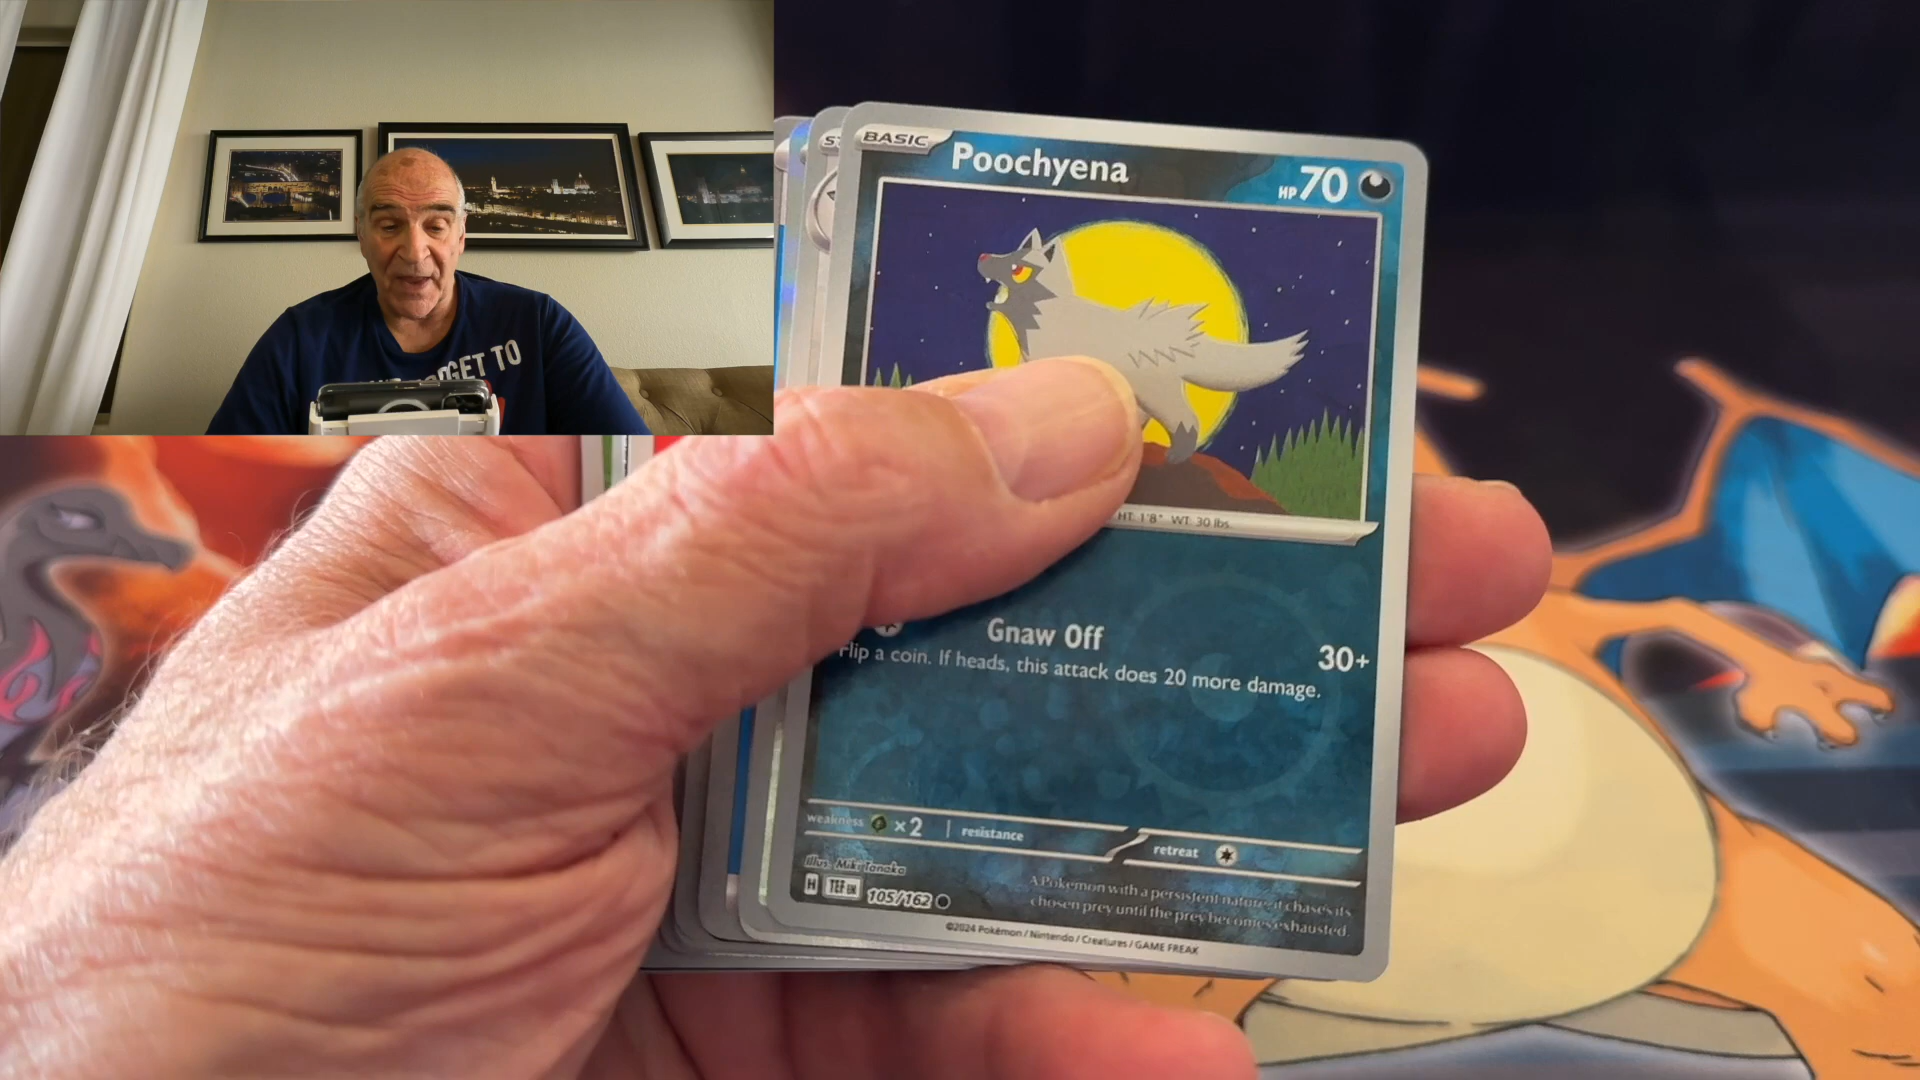 GET TO
BASIC
Poochyena
HP 70
HT: 1'8" WT: 30 lbs.
Gnaw Off
30+
Flip a coin. If heads, this attack does 20 more damage.
weakness x2 resistance
retreat
Illus. Miki Tanaka
H TEF EN 105/162
A Pokémon with a persistent nature, it chases its
chosen prey until the prey becomes exhausted.
©2024 Pokémon / Nintendo / Creatures / GAME FREAK